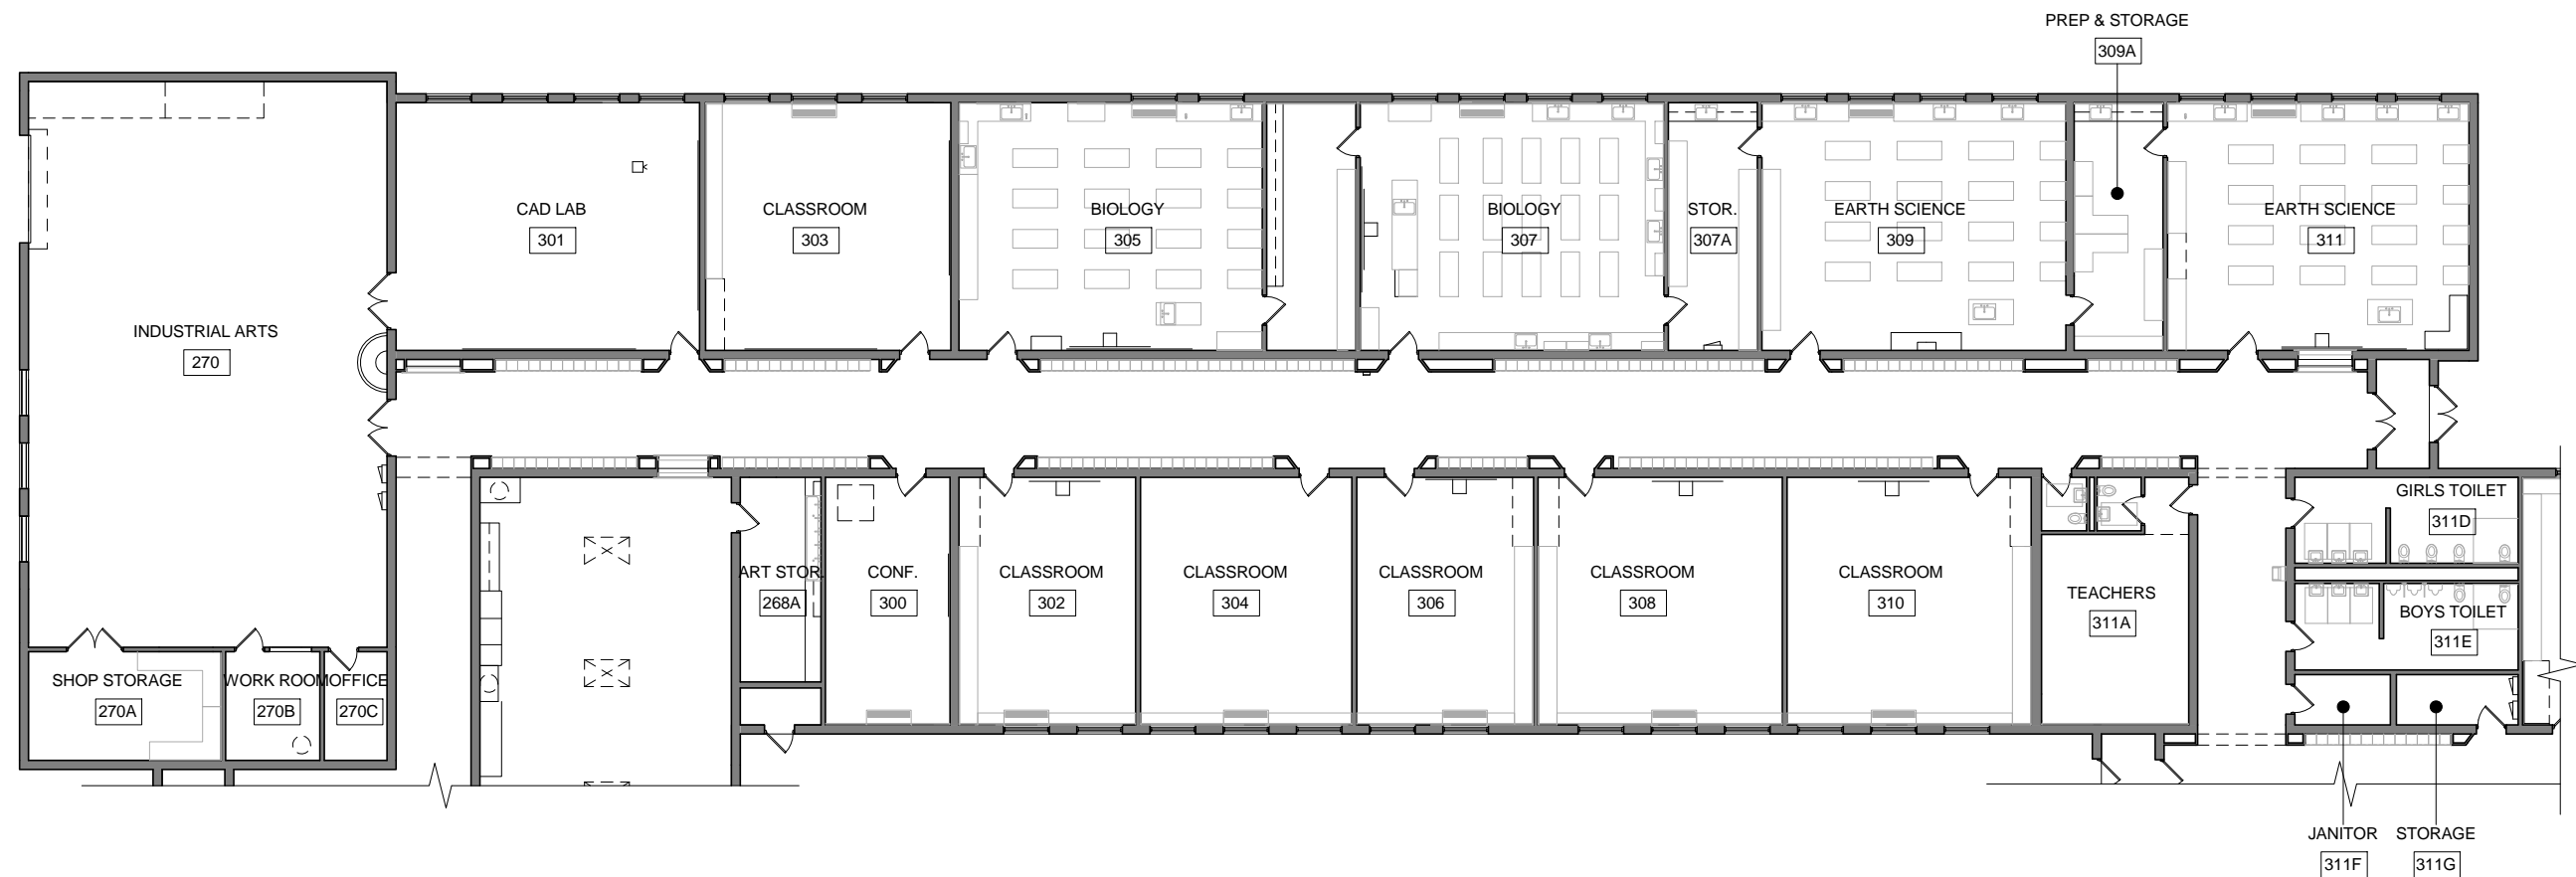 PREP & STORAGE
309A
CAD LAB
301
CLASSROOM
303
BIOLOGY
305
BIOLOGY
307
STOR.
307A
EARTH SCIENCE
309
EARTH SCIENCE
311
INDUSTRIAL ARTS
270
GIRLS TOILET
311D
ART STOR.
268A
CONF.
300
CLASSROOM
302
CLASSROOM
304
CLASSROOM
306
CLASSROOM
308
CLASSROOM
310
TEACHERS
311A
BOYS TOILET
311E
SHOP STORAGE
270A
WORK ROOM
270B
OFFICE
270C
JANITOR
311F
STORAGE
311G